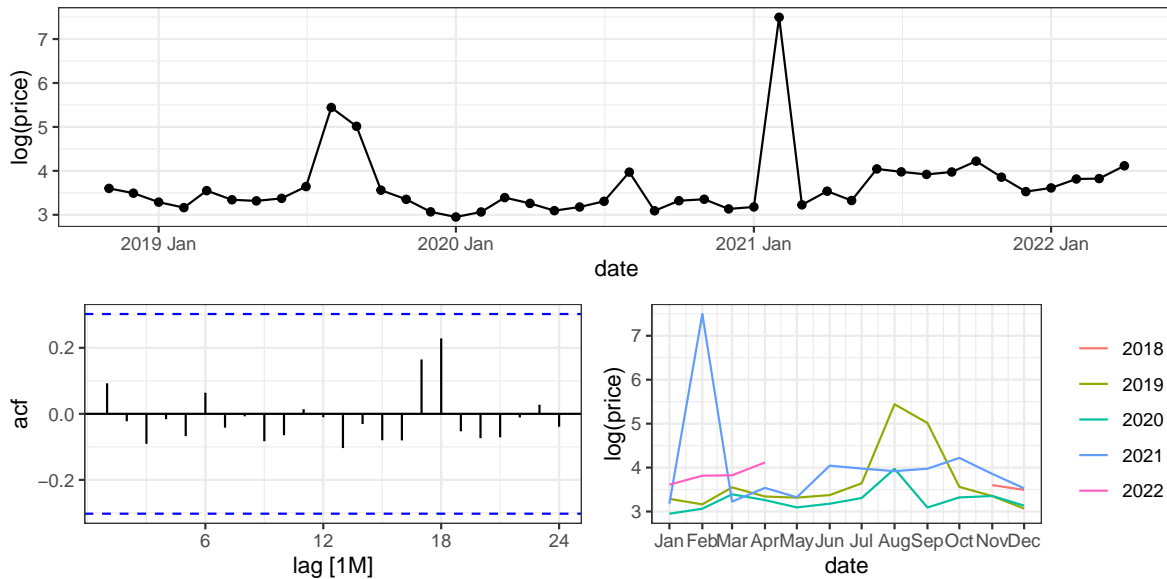 7
6
5
4
3
log(price)
2019 Jan
2020 Jan
2021 Jan
2022 Jan
date
0.2
0.0
−0.2
acf
6
12
18
24
lag [1M]
7
6
5
4
3
log(price)
Jan Feb Mar Apr May Jun Jul Aug Sep Oct Nov Dec
date
2018
2019
2020
2021
2022